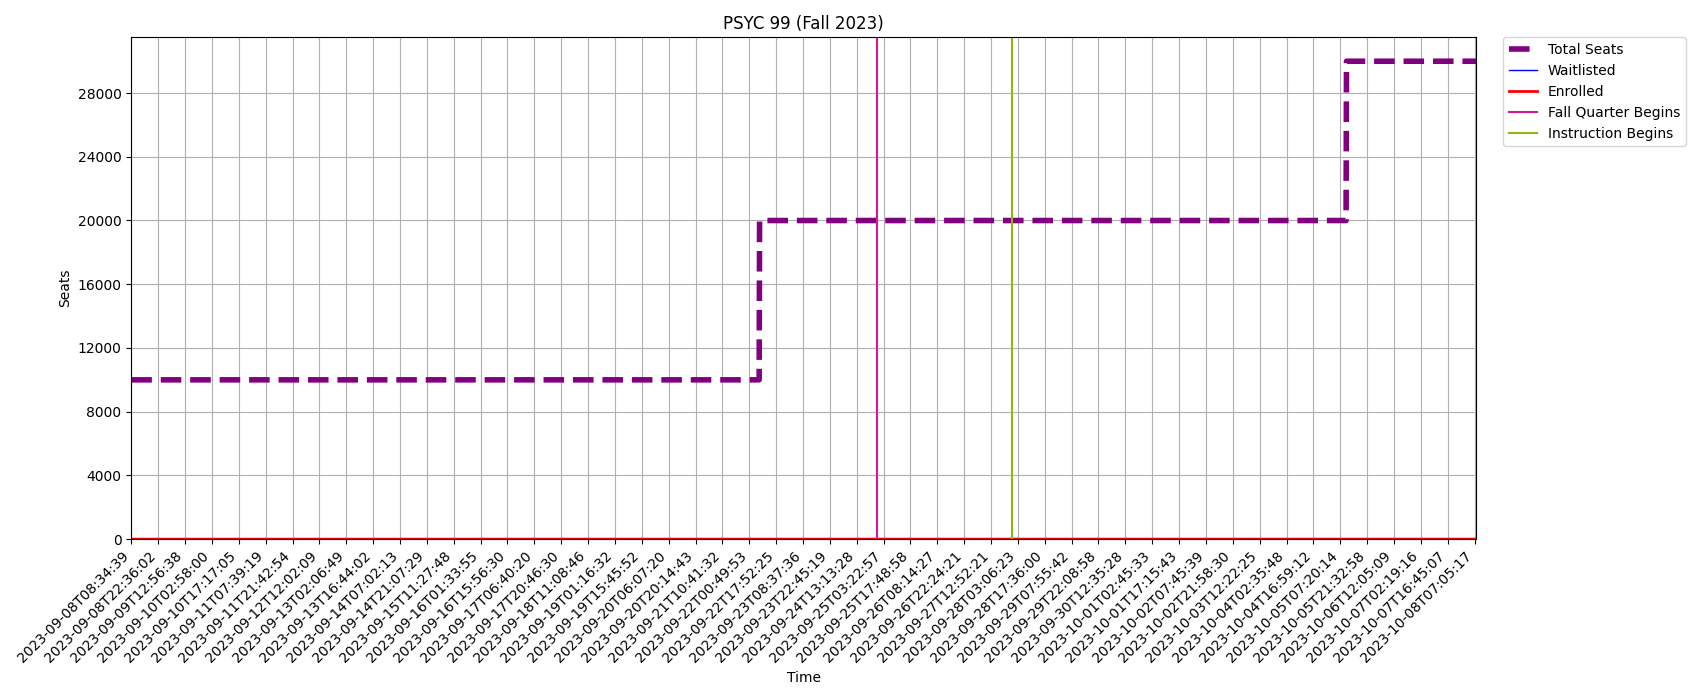 PSYC 99 (Fall 2023)
Total Seats
Waitlisted
Enrolled
Fall Quarter Begins
Instruction Begins
Seats
28000
24000
20000
16000
12000
8000
4000
0
2023-09-08T08:34:39
2023-09-08T22:36:02
2023-09-09T12:56:38
2023-09-10T02:58:00
2023-09-10T17:17:05
2023-09-11T07:39:19
2023-09-11T21:42:54
2023-09-12T12:02:09
2023-09-13T02:06:49
2023-09-13T16:44:02
2023-09-14T07:02:13
2023-09-14T21:07:29
2023-09-15T11:27:48
2023-09-16T01:33:55
2023-09-16T15:56:30
2023-09-17T06:40:20
2023-09-17T20:46:30
2023-09-18T11:08:46
2023-09-19T01:16:32
2023-09-19T15:45:52
2023-09-20T06:07:20
2023-09-20T20:14:43
2023-09-21T10:41:32
2023-09-22T00:49:53
2023-09-22T17:52:25
2023-09-23T08:37:36
2023-09-23T22:45:19
2023-09-24T13:13:28
2023-09-25T03:22:57
2023-09-25T17:48:58
2023-09-26T08:14:27
2023-09-26T22:24:21
2023-09-27T12:52:21
2023-09-28T03:06:23
2023-09-28T17:36:00
2023-09-29T07:55:42
2023-09-29T22:08:58
2023-09-30T12:35:28
2023-10-01T02:45:33
2023-10-01T17:15:43
2023-10-02T07:45:39
2023-10-02T21:58:30
2023-10-03T12:22:25
2023-10-04T02:35:48
2023-10-04T16:59:12
2023-10-05T07:20:14
2023-10-05T21:32:58
2023-10-06T12:05:09
2023-10-07T02:19:16
2023-10-07T16:45:07
2023-10-08T07:05:17
Time